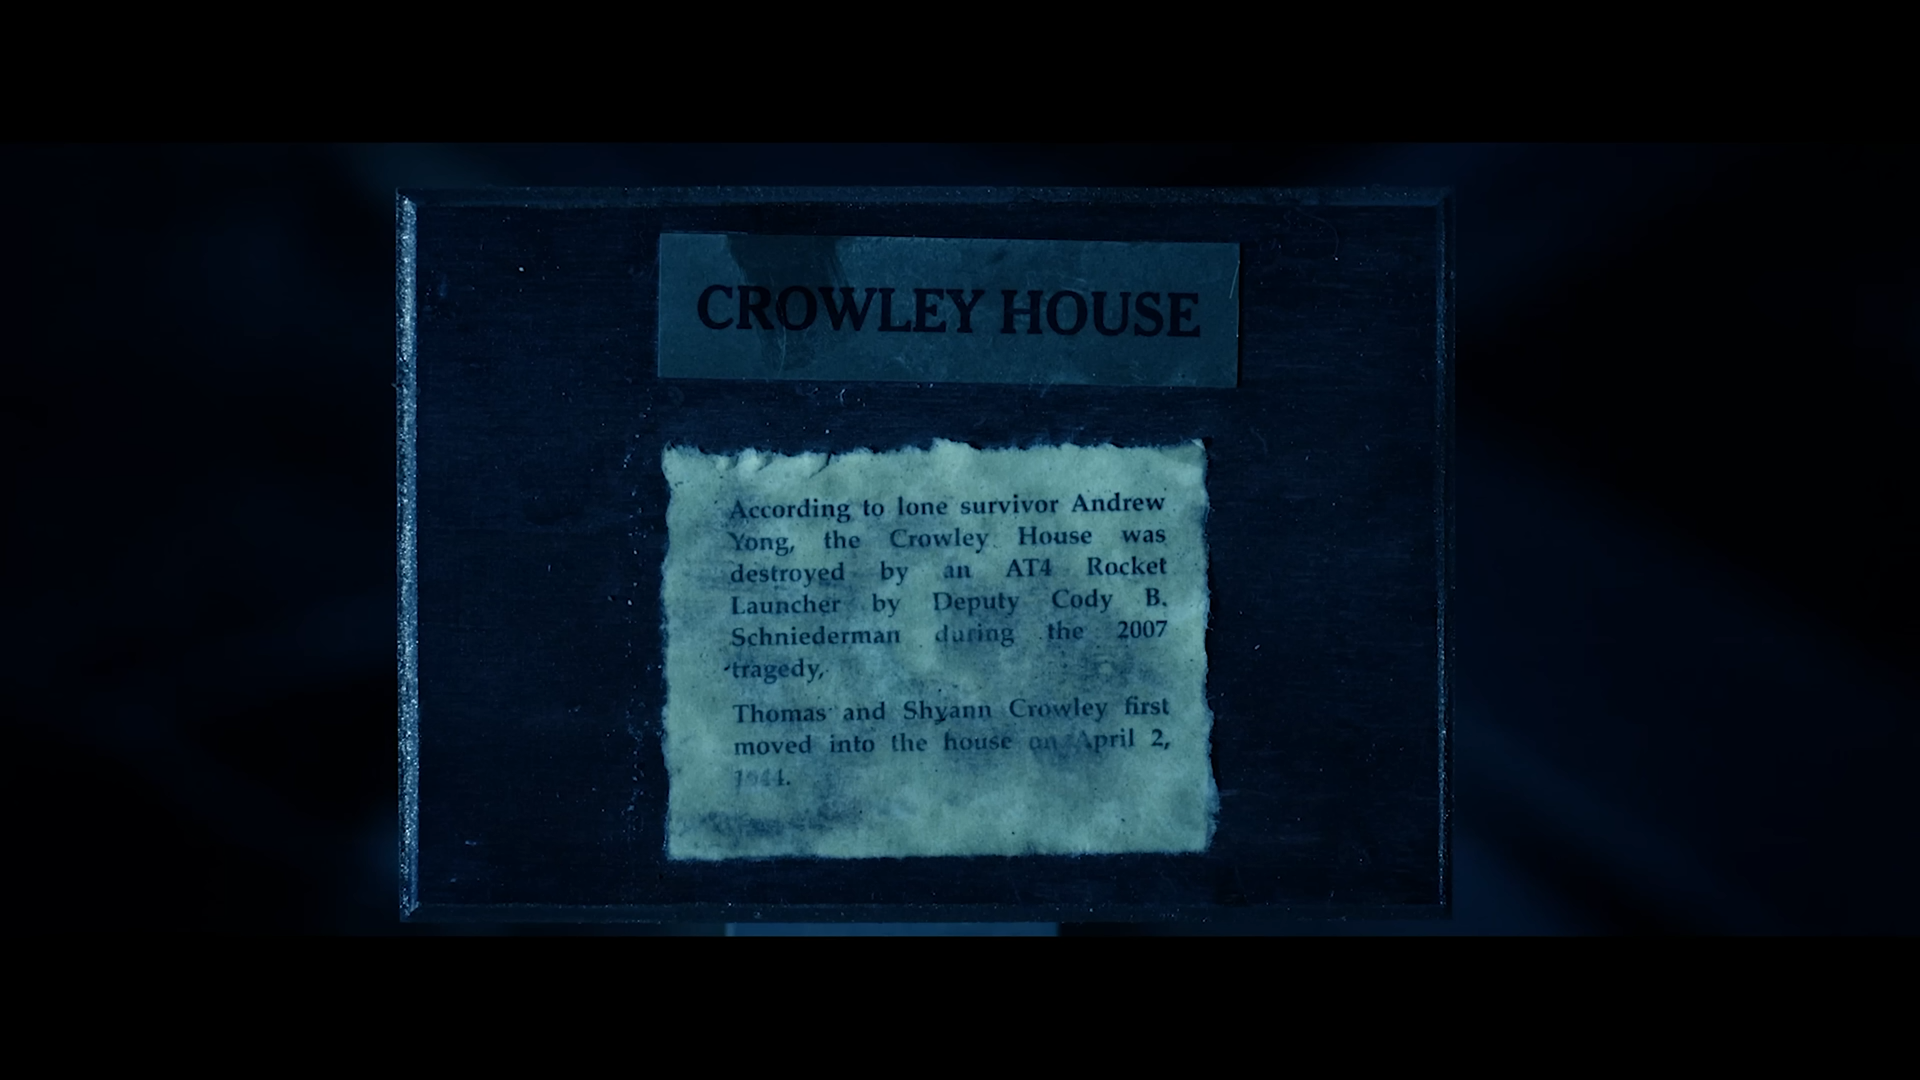 CROWLEY HOUSE
According to lone survivor Andrew
Yong, the Crowley House was
destroyed by an AT4 Rocket
Launcher by Deputy Cody B.
Schniederman during the 2007
tragedy,
Thomas and Shyann Crowley first
moved into the house on April 2,
1944.